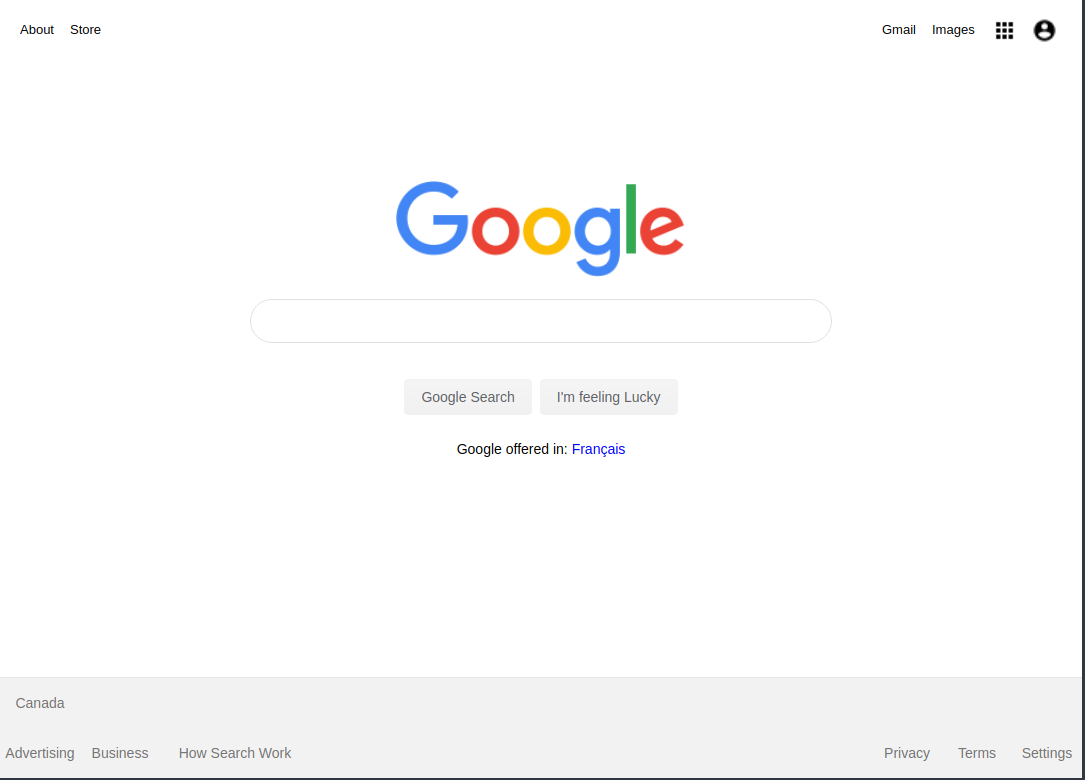 About Store Gmail Images
Google
Google Search I'm feeling Lucky
Google offered in: Français
Canada
Advertising Business How Search Work Privacy Terms Settings